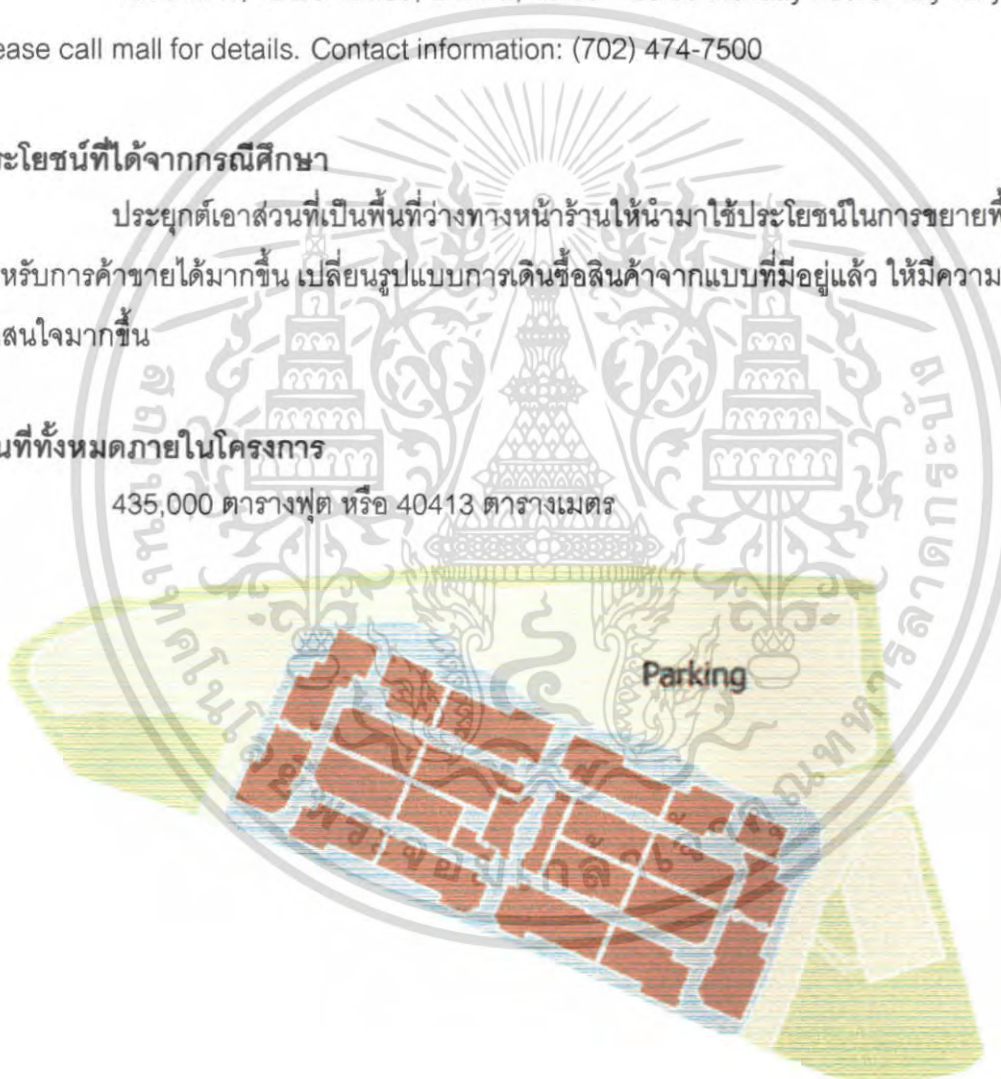 Please call mall for details. Contact information: (702) 474-7500
ประโยชน์ที่ได้จากกรณีศึกษา
ประยุกต์เอาส่วนที่เป็นพื้นที่ว่างทางหน้าร้านให้นำมาใช้ประโยชน์ในการขยายพื้
หรับการค้าขายได้มากขึ้น เปลี่ยนรูปแบบการเดินซื้อสินค้าจากแบบที่มีอยู่แล้ว ให้มีความ
สนใจมากขึ้น
นที่ทั้งหมดภายในโครงการ
435,000 ตารางฟุต หรือ 40413 ตารางเมตร
Parking